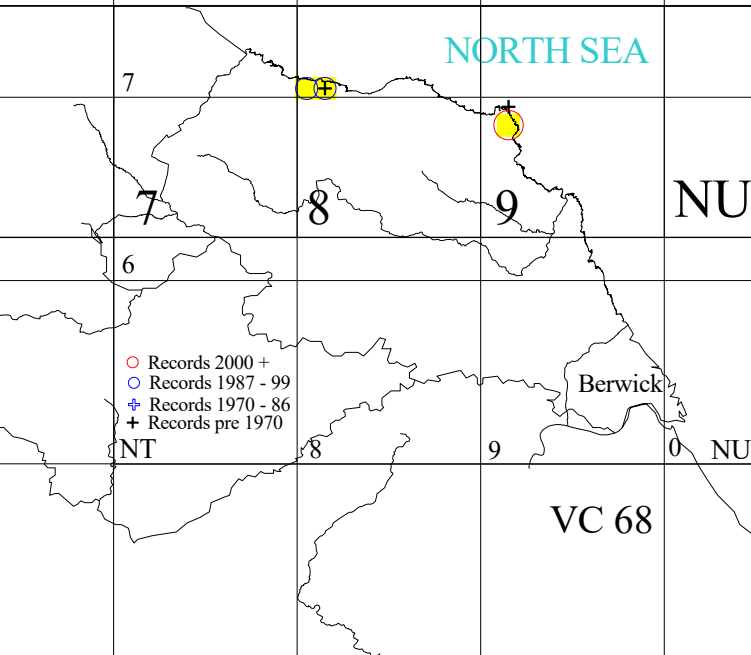 NORTH SEA
7
7
8
9
NU
6
Records 2000 +
Records 1987 - 99
Records 1970 - 86
Records pre 1970
Berwick
NT
8
9
0
NU
VC 68